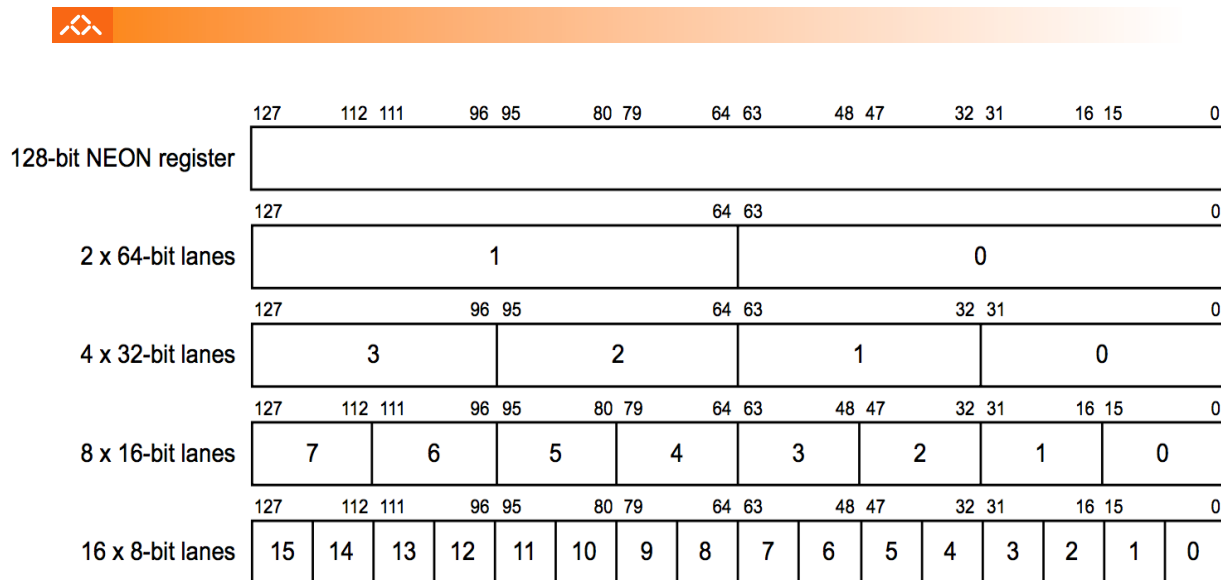 127 112 111 96 95 80 79 64 63 48 47 32 31 16 15 0
128-bit NEON register
127 64 63 0
2 x 64-bit lanes 1 0
127 96 95 64 63 32 31 0
4 x 32-bit lanes 3 2 1 0
127 112 111 96 95 80 79 64 63 48 47 32 31 16 15 0
8 x 16-bit lanes 7 6 5 4 3 2 1 0
127 112 111 96 95 80 79 64 63 48 47 32 31 16 15 0
16 x 8-bit lanes 15 14 13 12 11 10 9 8 7 6 5 4 3 2 1 0